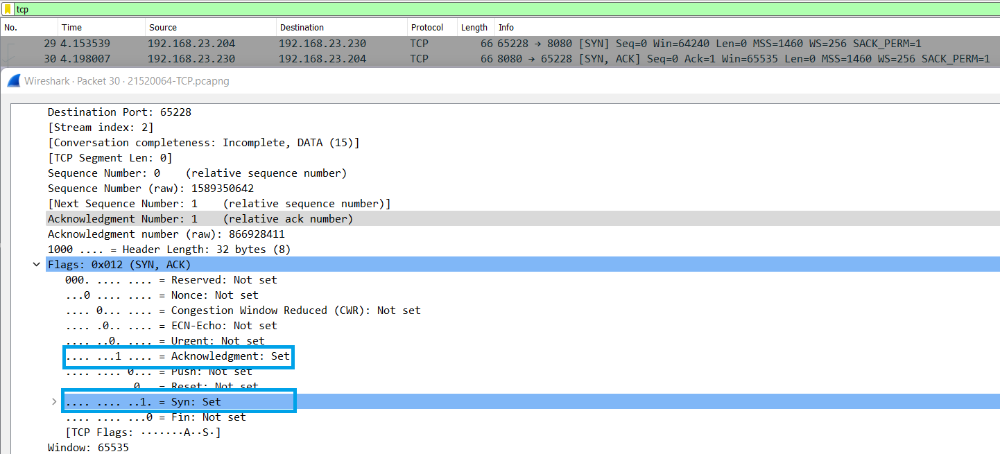 tcp
No. Time Source Destination Protocol Length Info
29 4.153539 192.168.23.204 192.168.23.230 TCP 66 65228 → 8080 [SYN] Seq=0 Win=64240 Len=0 MSS=1460 WS=256 SACK_PERM=1
30 4.198007 192.168.23.230 192.168.23.204 TCP 66 8080 → 65228 [SYN, ACK] Seq=0 Ack=1 Win=65535 Len=0 MSS=1460 WS=256 SACK_PERM=1
Wireshark · Packet 30 · 21520064-TCP.pcapng
Destination Port: 65228
[Stream index: 2]
[Conversation completeness: Incomplete, DATA (15)]
[TCP Segment Len: 0]
Sequence Number: 0    (relative sequence number)
Sequence Number (raw): 1589350642
[Next Sequence Number: 1    (relative sequence number)]
Acknowledgment Number: 1    (relative ack number)
Acknowledgment number (raw): 866928411
1000 .... = Header Length: 32 bytes (8)
Flags: 0x012 (SYN, ACK)
000. .... .... = Reserved: Not set
...0 .... .... = Nonce: Not set
.... 0... .... = Congestion Window Reduced (CWR): Not set
.... .0.. .... = ECN-Echo: Not set
.... ..0. .... = Urgent: Not set
.... ...1 .... = Acknowledgment: Set
.... .... 0... = Push: Not set
0.. = Reset: Not set
.... .... ..1. = Syn: Set
.... .... ...0 = Fin: Not set
[TCP Flags: ·······A··S·]
Window: 65535